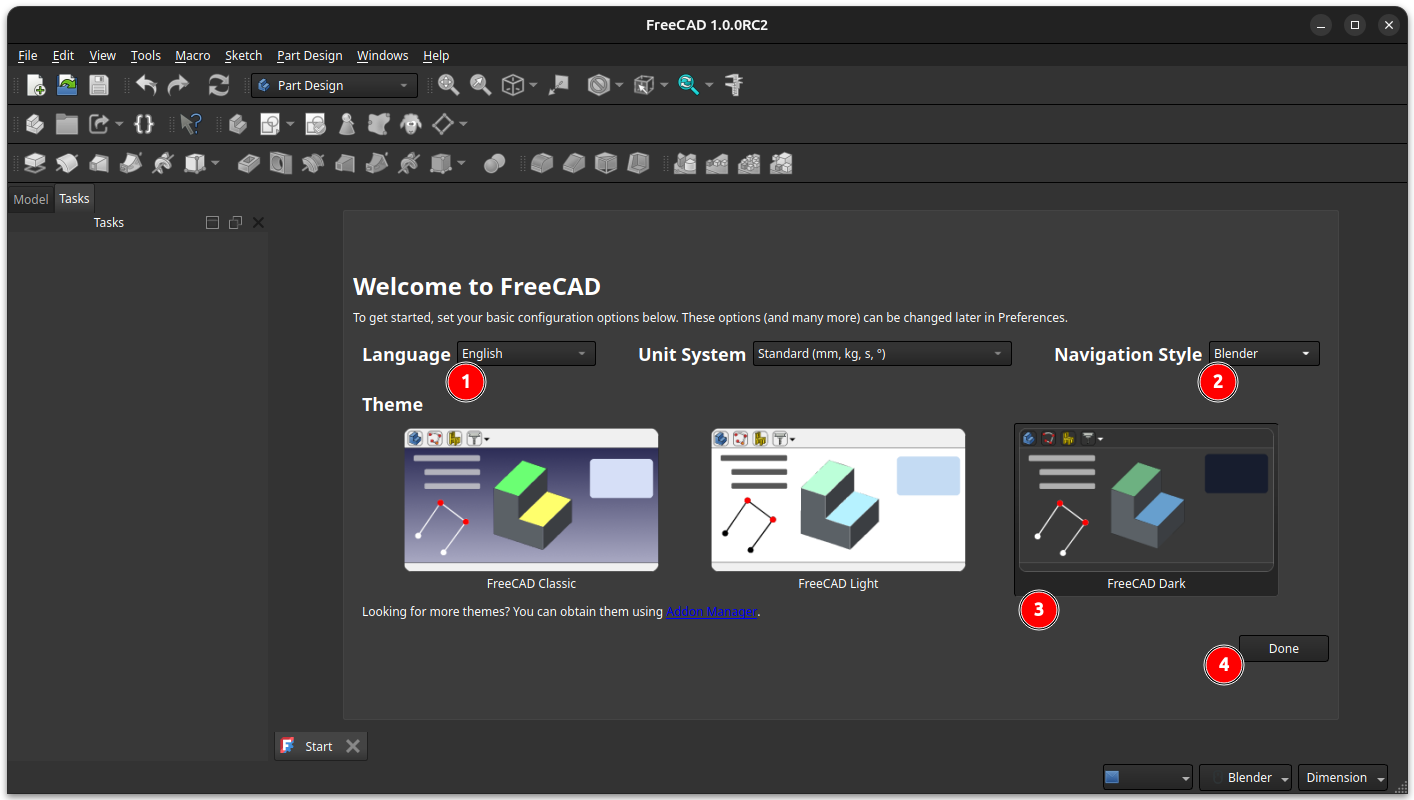 FreeCAD 1.0.0RC2
File Edit View Tools Macro Sketch Part Design Windows Help
Part Design
Model Tasks
Tasks
Welcome to FreeCAD
To get started, set your basic configuration options below. These options (and many more) can be changed later in Preferences.
Language English Unit System Standard (mm, kg, s, °) Navigation Style Blender
1 2
Theme
FreeCAD Classic FreeCAD Light FreeCAD Dark
3
Looking for more themes? You can obtain them using Addon Manager.
Done
4
Start
Blender Dimension